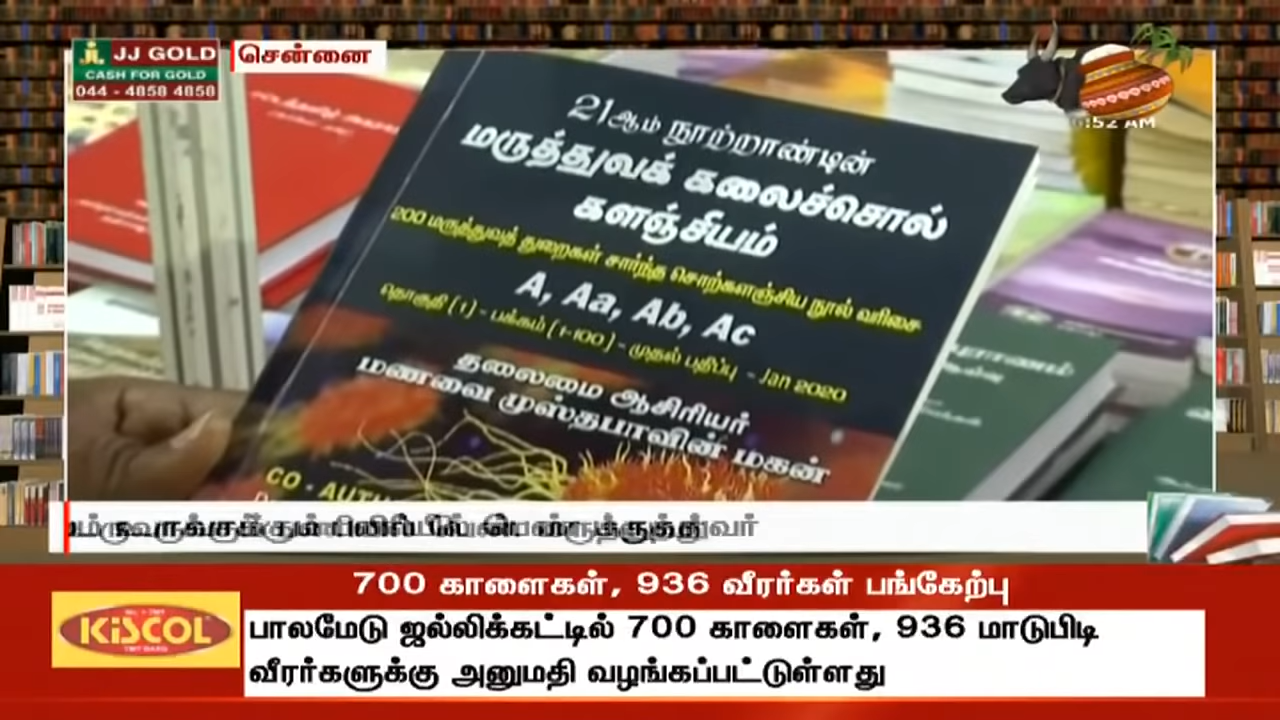 JJ GOLD
CASH FOR GOLD
044 - 4858 4858
சென்னை
:52 AM
21ஆம் நூற்றாண்டின்
மருத்துவக் கலைச்சொல்
களஞ்சியம்
200 மருத்துவத் துறைகள் சார்ந்த சொற்களஞ்சிய நூல் வரிசை
A, Aa, Ab, Ac
தொகுதி (1) - பக்கம் (1-100) - முதல் பதிப்பு - Jan 2020
தலைமை ஆசிரியர்
மணவை முஸ்தபாவின் மகன்
CO - AUTH
700 காளைகள், 936 வீரர்கள் பங்கேற்பு
KiSCOL
பாலமேடு ஜல்லிக்கட்டில் 700 காளைகள், 936 மாடுபிடி
வீரர்களுக்கு அனுமதி வழங்கப்பட்டுள்ளது